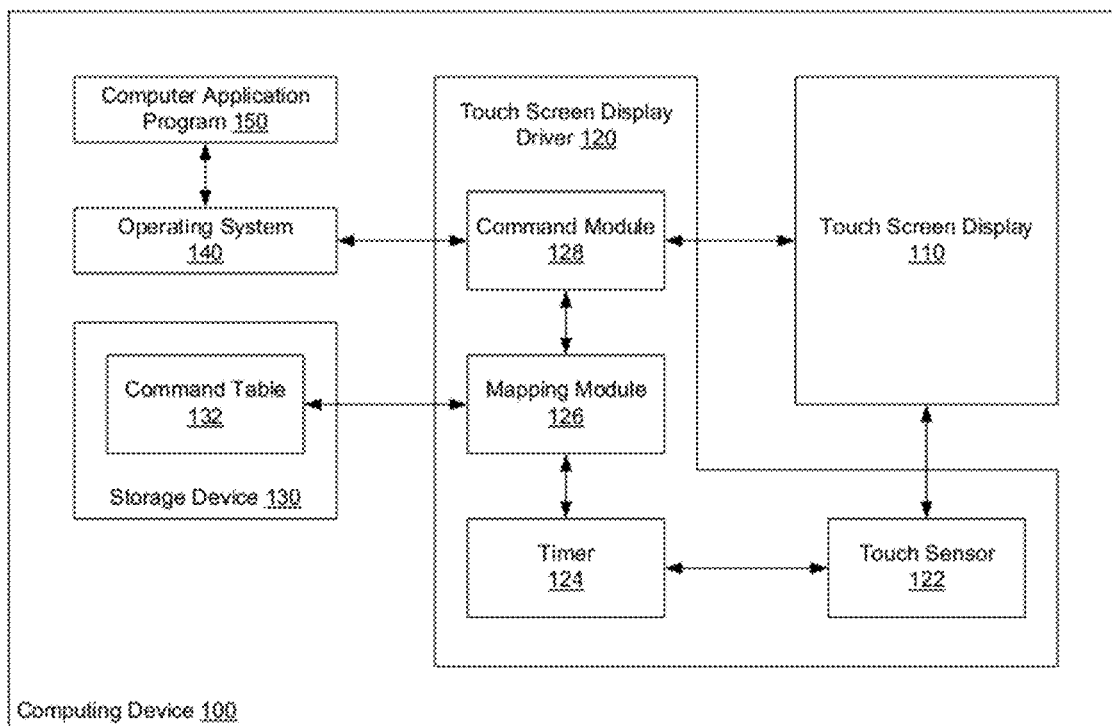 Computer Application
Program 150
Operating System
140
Command Table
132
Storage Device 130
Touch Screen Display
Driver 120
Command Module
128
Mapping Module
126
Timer
124
Touch Sensor
122
Touch Screen Display
110
Computing Device 100